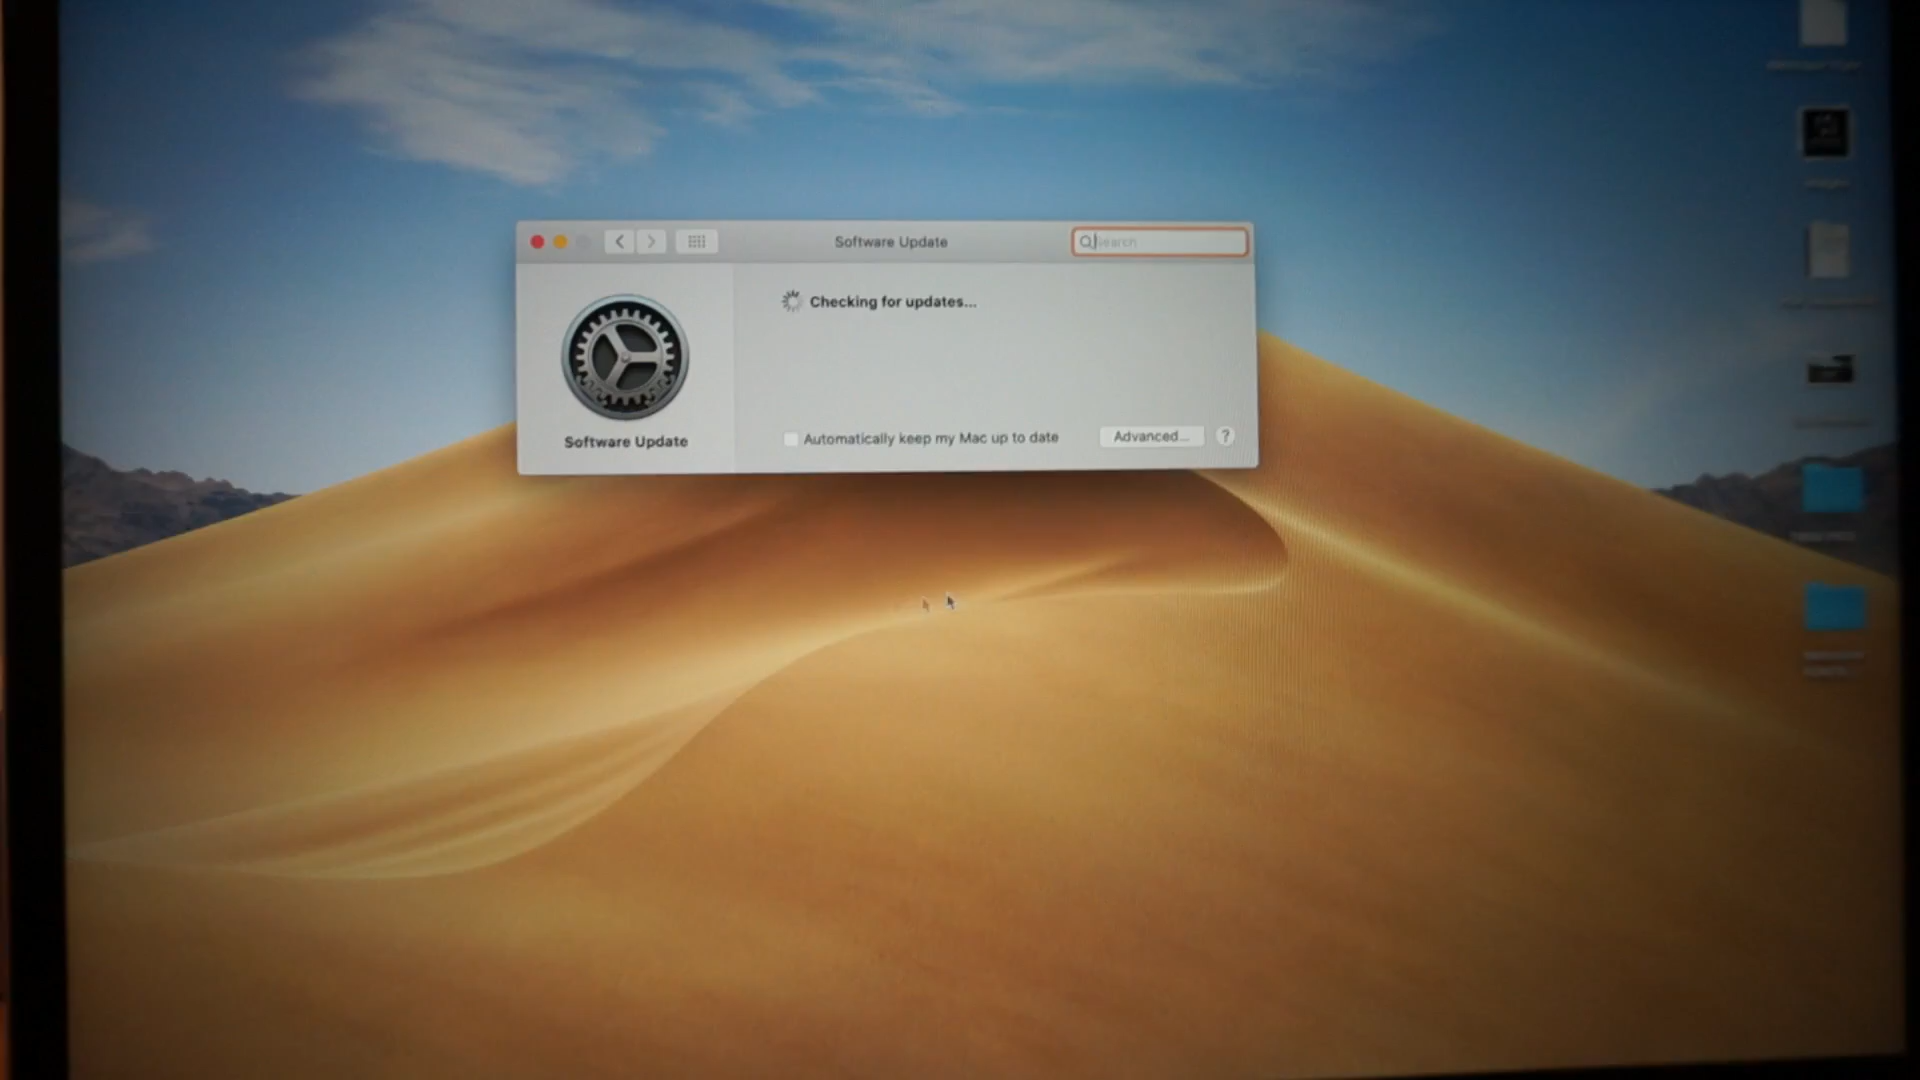 Software Update
Search
Checking for updates...
Software Update
Automatically keep my Mac up to date
Advanced...
?